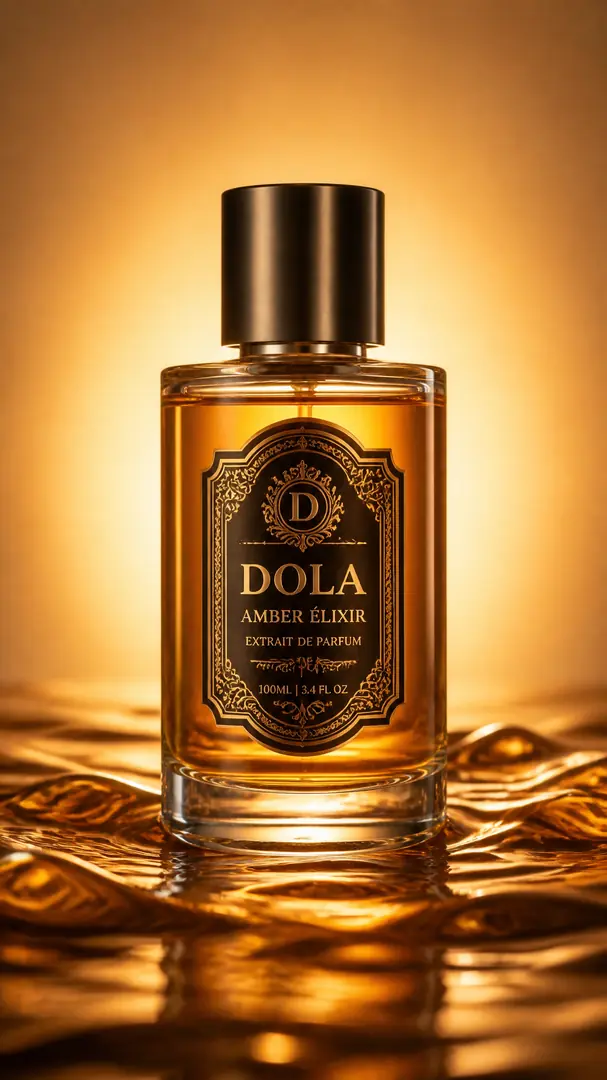 D
DOLA
AMBER ÉLIXIR
EXTRAIT DE PARFUM
100ML | 3.4 FL OZ